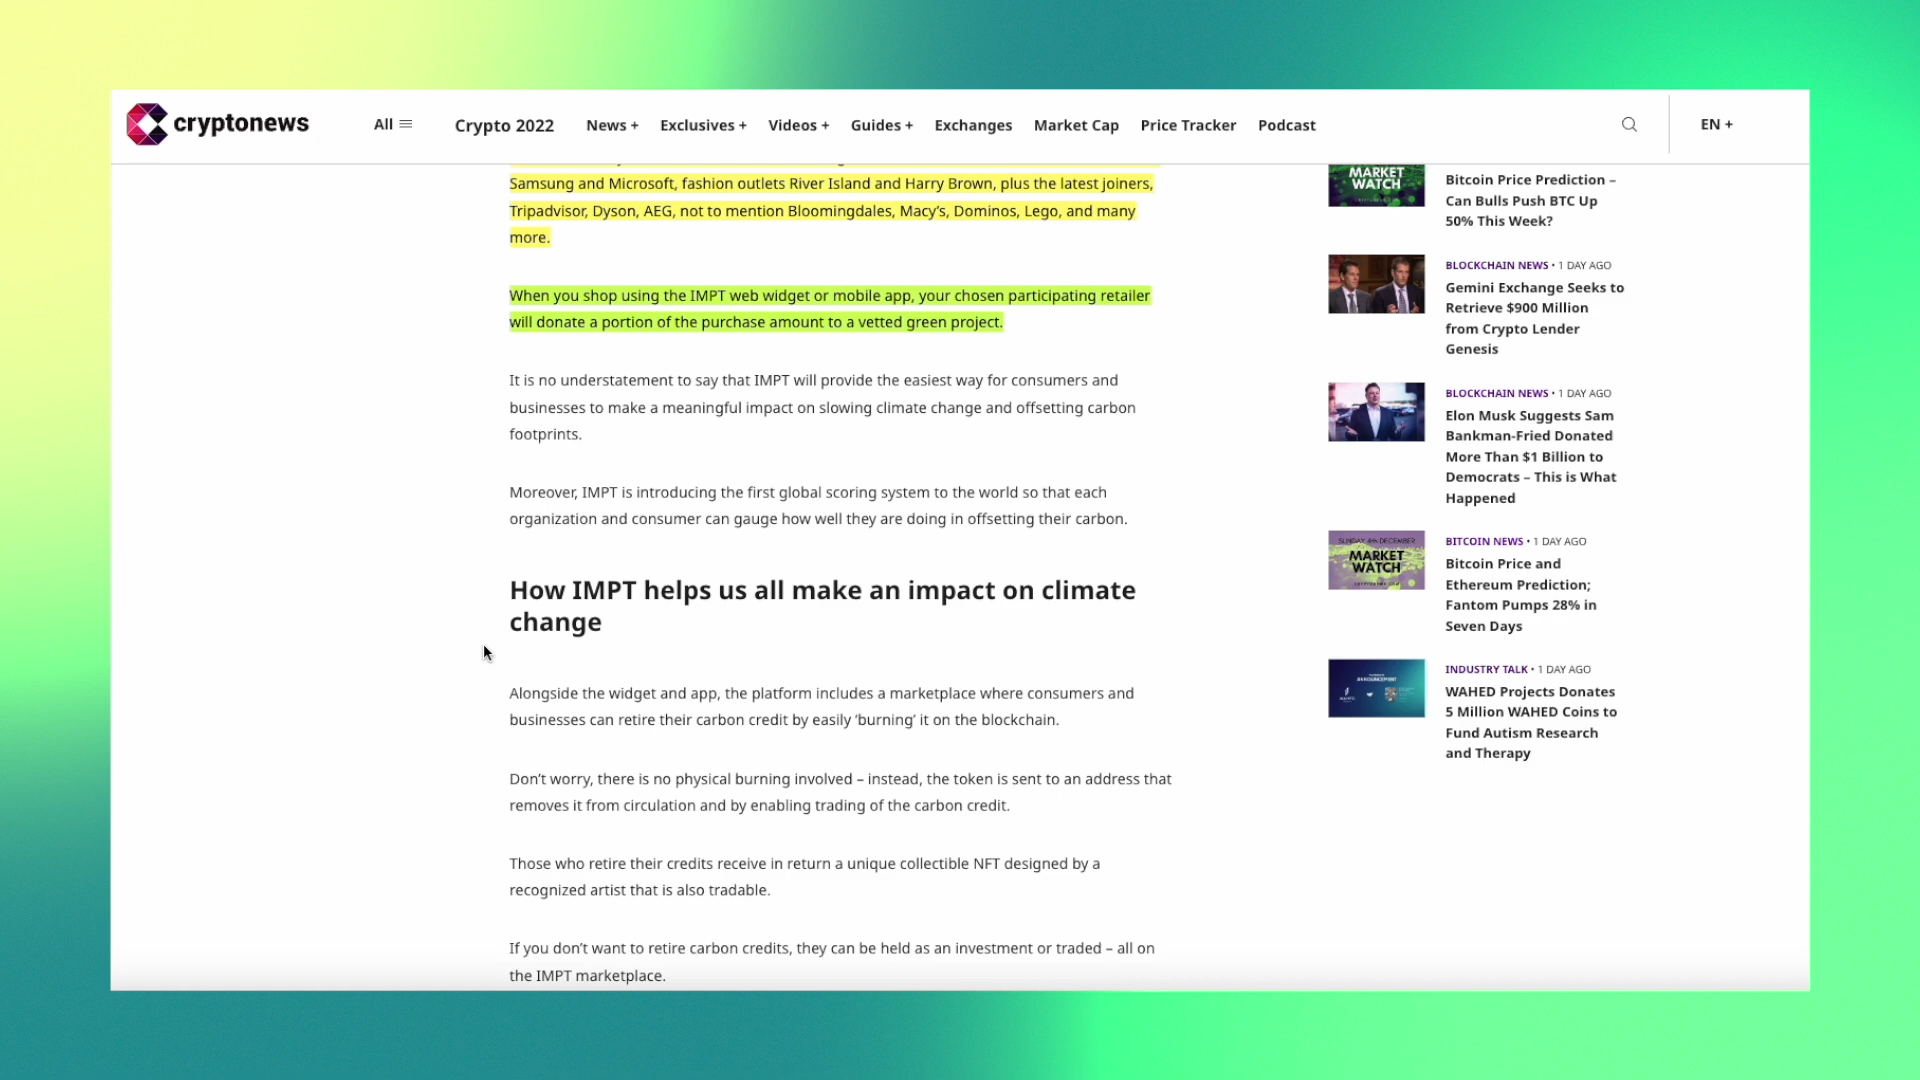 cryptonews
All
Crypto 2022
News +
Exclusives +
Videos +
Guides +
Exchanges
Market Cap
Price Tracker
Podcast
EN +
Samsung and Microsoft, fashion outlets River Island and Harry Brown, plus the latest joiners,
Tripadvisor, Dyson, AEG, not to mention Bloomingdales, Macy’s, Dominos, Lego, and many
more.
When you shop using the IMPT web widget or mobile app, your chosen participating retailer
will donate a portion of the purchase amount to a vetted green project.
It is no understatement to say that IMPT will provide the easiest way for consumers and
businesses to make a meaningful impact on slowing climate change and offsetting carbon
footprints.
Moreover, IMPT is introducing the first global scoring system to the world so that each
organization and consumer can gauge how well they are doing in offsetting their carbon.
How IMPT helps us all make an impact on climate
change
Alongside the widget and app, the platform includes a marketplace where consumers and
businesses can retire their carbon credit by easily ‘burning’ it on the blockchain.
Don’t worry, there is no physical burning involved – instead, the token is sent to an address that
removes it from circulation and by enabling trading of the carbon credit.
Those who retire their credits receive in return a unique collectible NFT designed by a
recognized artist that is also tradable.
If you don’t want to retire carbon credits, they can be held as an investment or traded – all on
the IMPT marketplace.
MARKET
WATCH
Bitcoin Price Prediction –
Can Bulls Push BTC Up
50% This Week?
BLOCKCHAIN NEWS • 1 DAY AGO
Gemini Exchange Seeks to
Retrieve $900 Million
from Crypto Lender
Genesis
BLOCKCHAIN NEWS • 1 DAY AGO
Elon Musk Suggests Sam
Bankman-Fried Donated
More Than $1 Billion to
Democrats – This is What
Happened
SUNDAY 4th DECEMBER
MARKET
WATCH
BITCOIN NEWS • 1 DAY AGO
Bitcoin Price and
Ethereum Prediction;
Fantom Pumps 28% in
Seven Days
ANNOUNCEMENT
INDUSTRY TALK • 1 DAY AGO
WAHED Projects Donates
5 Million WAHED Coins to
Fund Autism Research
and Therapy